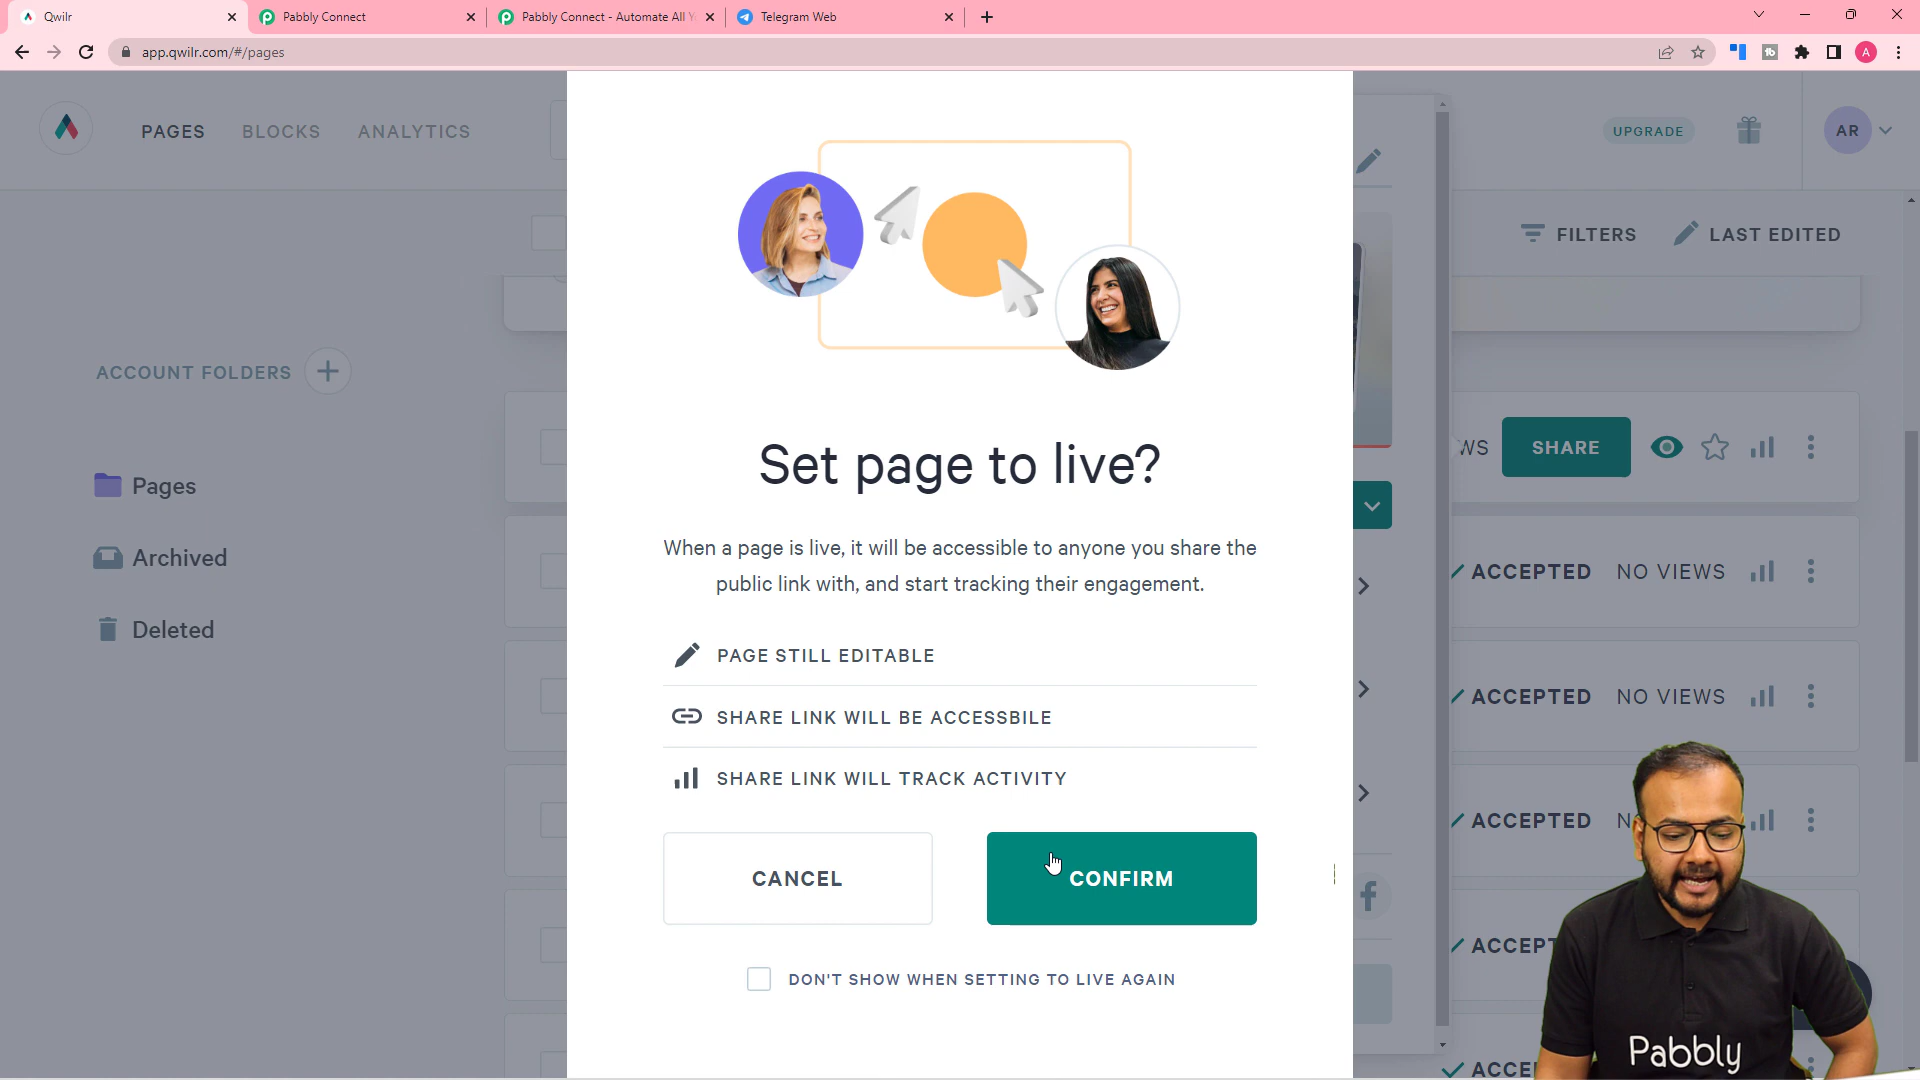 Qwilr
Pabbly Connect
Pabbly Connect - Automate All Y
Telegram Web
app.qwilr.com/#/pages
A
PAGES
BLOCKS
ANALYTICS
UPGRADE
AR
FILTERS
LAST EDITED
ACCOUNT FOLDERS
Pages
Archived
Deleted
Set page to live?
When a page is live, it will be accessible to anyone you share the
public link with, and start tracking their engagement.
PAGE STILL EDITABLE
SHARE LINK WILL BE ACCESSBILE
SHARE LINK WILL TRACK ACTIVITY
CANCEL
CONFIRM
DON'T SHOW WHEN SETTING TO LIVE AGAIN
WS
SHARE
ACCEPTED NO VIEWS
ACCEPTED NO VIEWS
ACCEPTED
ACCEPT
ACCE
Pabbly